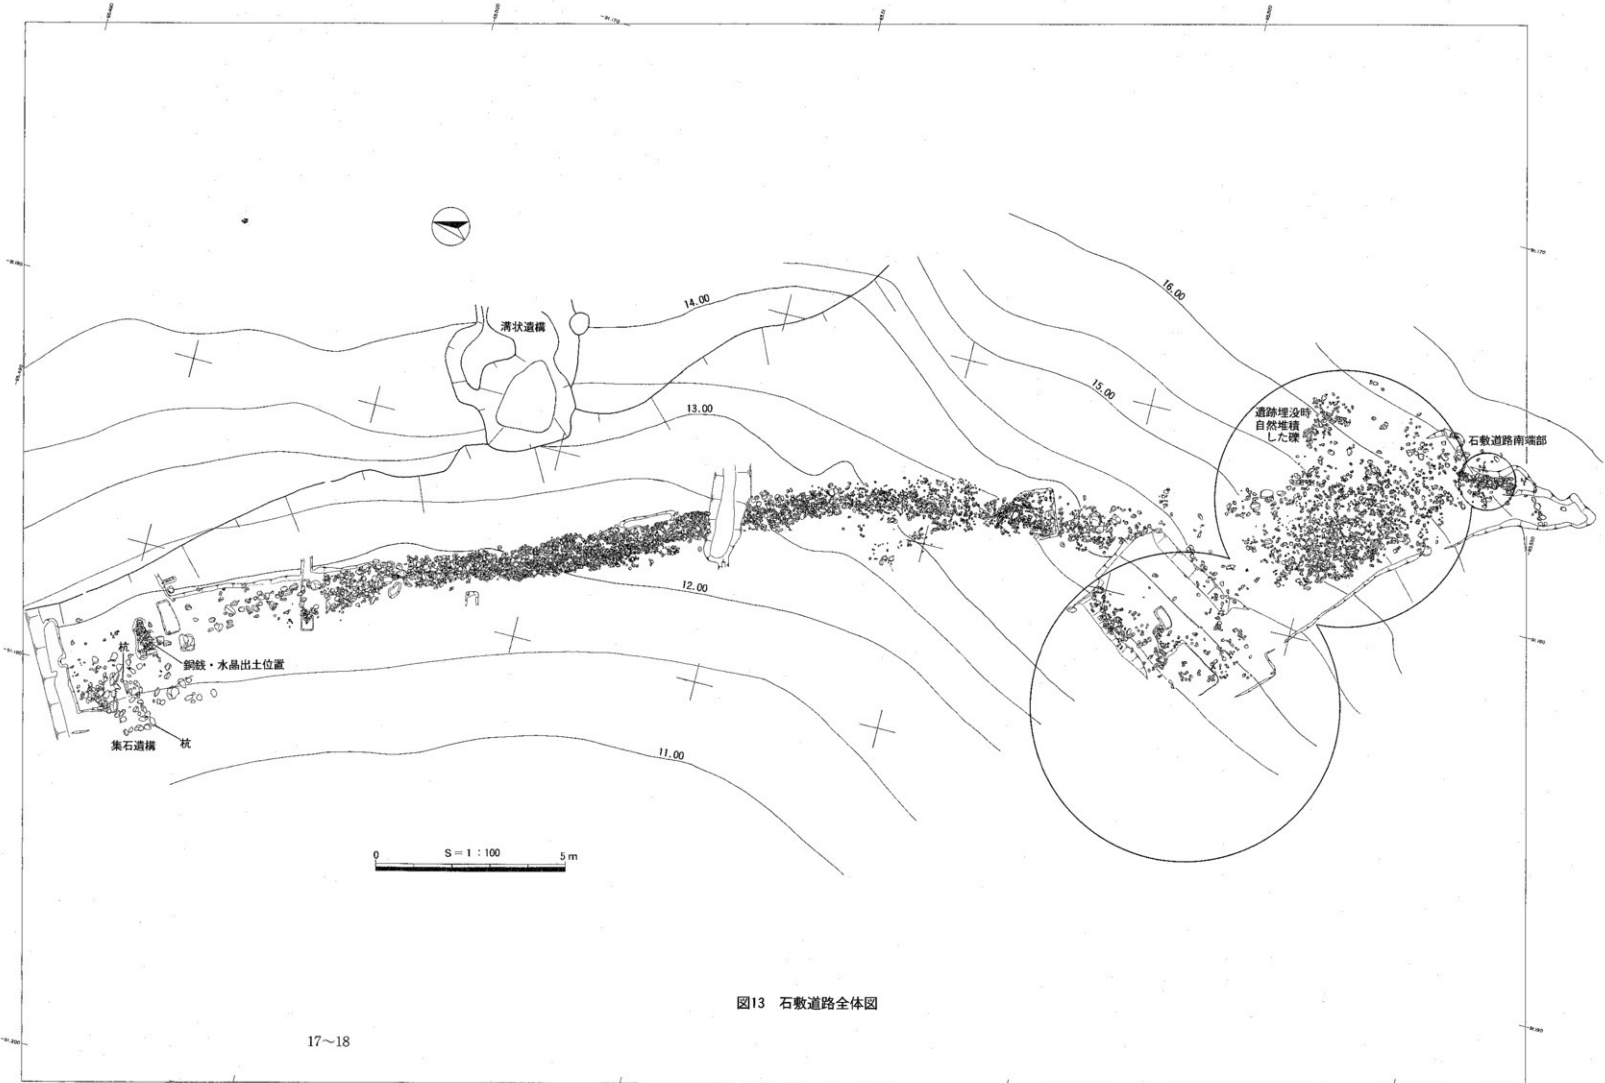 溝状遺構
14.00
16.00
13.00
15.00
遺跡埋没時
自然堆積
した礫
石敷道路南端部
12.00
杭
銅銭・水晶出土位置
集石遺構
杭
11.00
0 S=1:100 5m
図13 石敷道路全体図
17～18